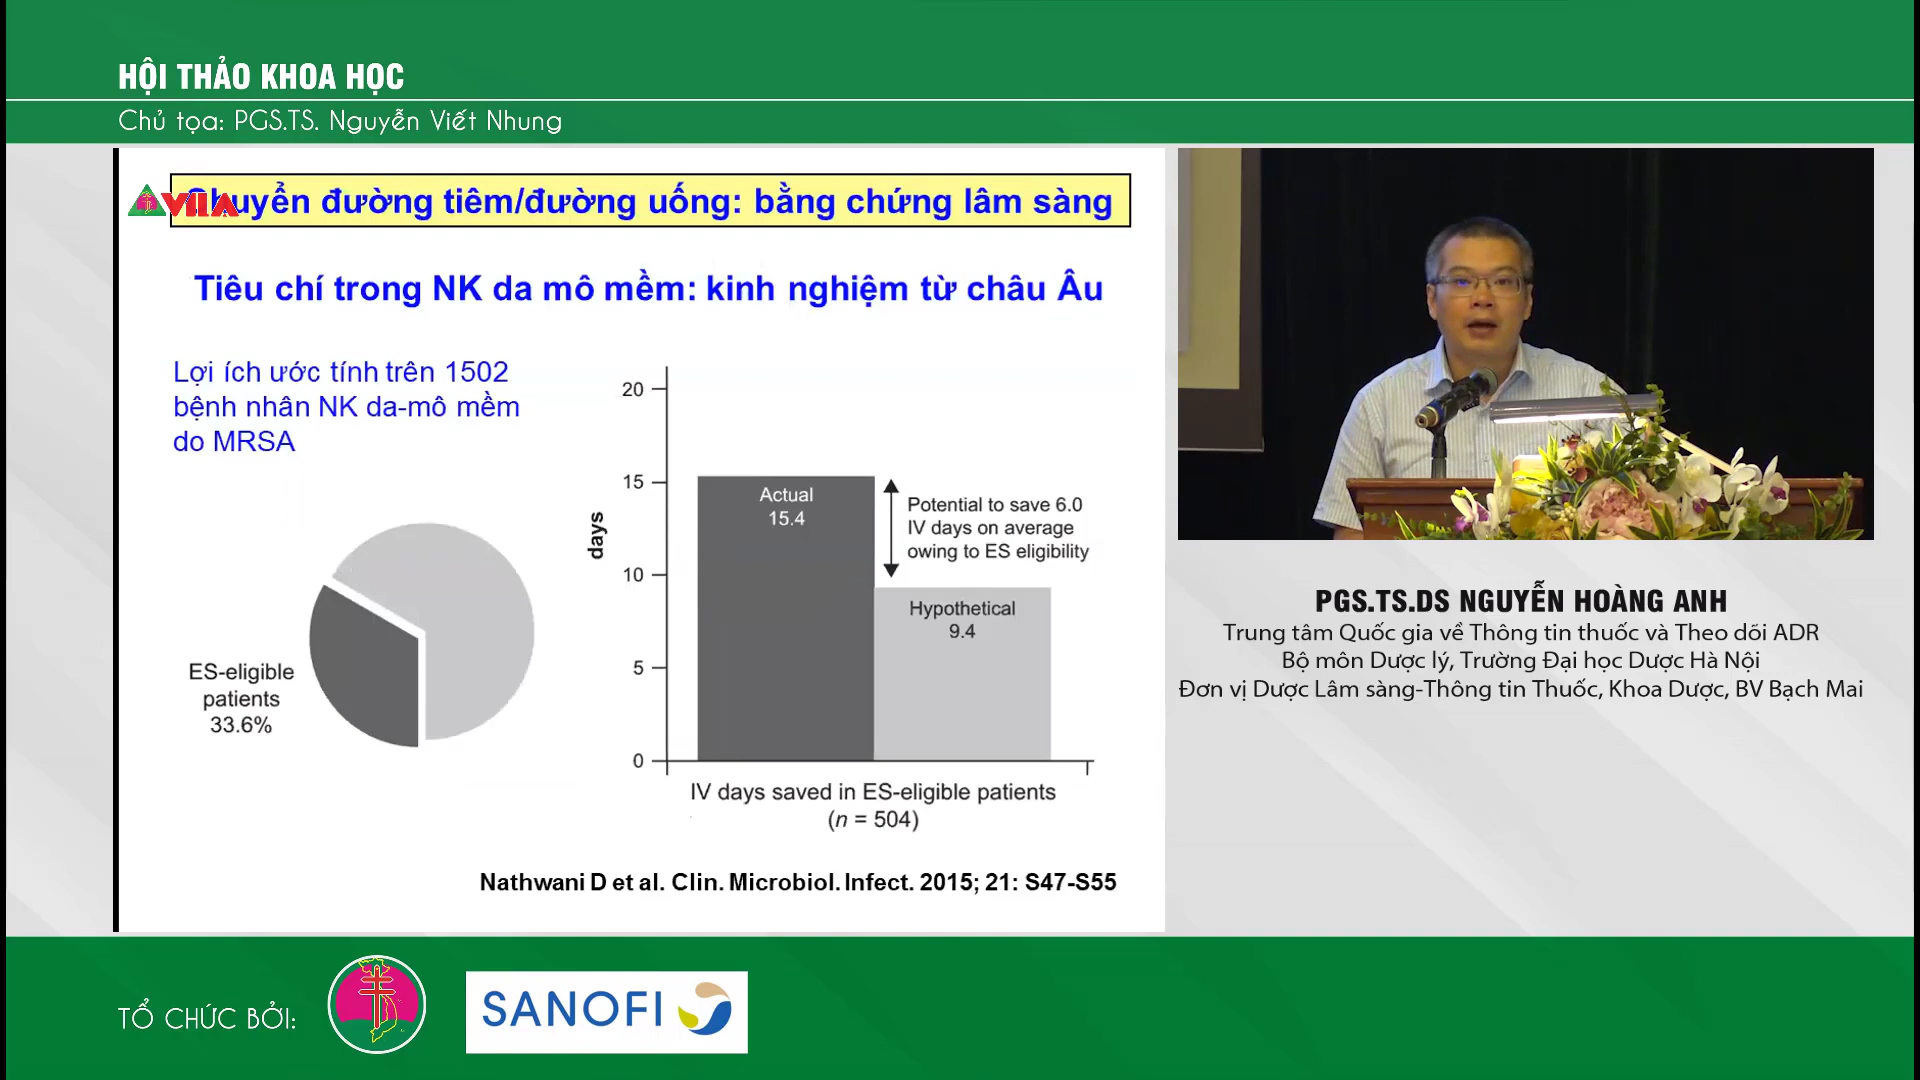 HỘI THẢO KHOA HỌC
Chủ tọa: PGS.TS. Nguyễn Viết Nhung
Chuyển đường tiêm/đường uống: bằng chứng lâm sàng
Tiêu chí trong NK da mô mềm: kinh nghiệm từ châu Âu
Lợi ích ước tính trên 1502
bệnh nhân NK da-mô mềm
do MRSA
ES-eligible
patients
33.6%
days
20
15
10
5
0
Actual
15.4
Potential to save 6.0
IV days on average
owing to ES eligibility
Hypothetical
9.4
IV days saved in ES-eligible patients
(n = 504)
Nathwani D et al. Clin. Microbiol. Infect. 2015; 21: S47-S55
PGS.TS.DS NGUYỄN HOÀNG ANH
Trung tâm Quốc gia về Thông tin thuốc và Theo dõi ADR
Bộ môn Dược lý, Trường Đại học Dược Hà Nội
Đơn vị Dược Lâm sàng-Thông tin Thuốc, Khoa Dược, BV Bạch Mai
TỔ CHỨC BỞI:
SANOFI